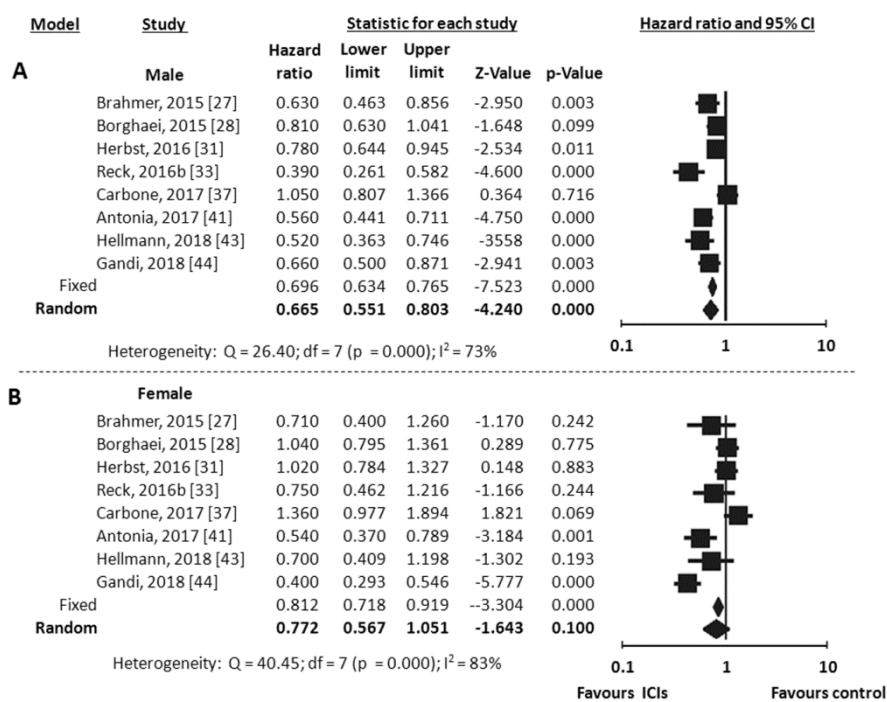 Model Study Statistic for each study Hazard ratio and 95% CI
Hazard Lower Upper
A Male ratio limit limit Z-Value p-Value
Brahmer, 2015 [27] 0.630 0.463 0.856 -2.950 0.003
Borghaei, 2015 [28] 0.810 0.630 1.041 -1.648 0.099
Herbst, 2016 [31] 0.780 0.644 0.945 -2.534 0.011
Reck, 2016b [33] 0.390 0.261 0.582 -4.600 0.000
Carbone, 2017 [37] 1.050 0.807 1.366 0.364 0.716
Antonia, 2017 [41] 0.560 0.441 0.711 -4.750 0.000
Hellmann, 2018 [43] 0.520 0.363 0.746 -3558 0.000
Gandi, 2018 [44] 0.660 0.500 0.871 -2.941 0.003
Fixed 0.696 0.634 0.765 -7.523 0.000
Random 0.665 0.551 0.803 -4.240 0.000
0.1 1 10
Heterogeneity: Q = 26.40; df = 7 (p = 0.000); I² = 73%
B Female
Brahmer, 2015 [27] 0.710 0.400 1.260 -1.170 0.242
Borghaei, 2015 [28] 1.040 0.795 1.361 0.289 0.775
Herbst, 2016 [31] 1.020 0.784 1.327 0.148 0.883
Reck, 2016b [33] 0.750 0.462 1.216 -1.166 0.244
Carbone, 2017 [37] 1.360 0.977 1.894 1.821 0.069
Antonia, 2017 [41] 0.540 0.370 0.789 -3.184 0.001
Hellmann, 2018 [43] 0.700 0.409 1.198 -1.302 0.193
Gandi, 2018 [44] 0.400 0.293 0.546 -5.777 0.000
Fixed 0.812 0.718 0.919 --3.304 0.000
Random 0.772 0.567 1.051 -1.643 0.100
Heterogeneity: Q = 40.45; df = 7 (p = 0.000); I² = 83%
0.1 1 10
Favours ICIs Favours control